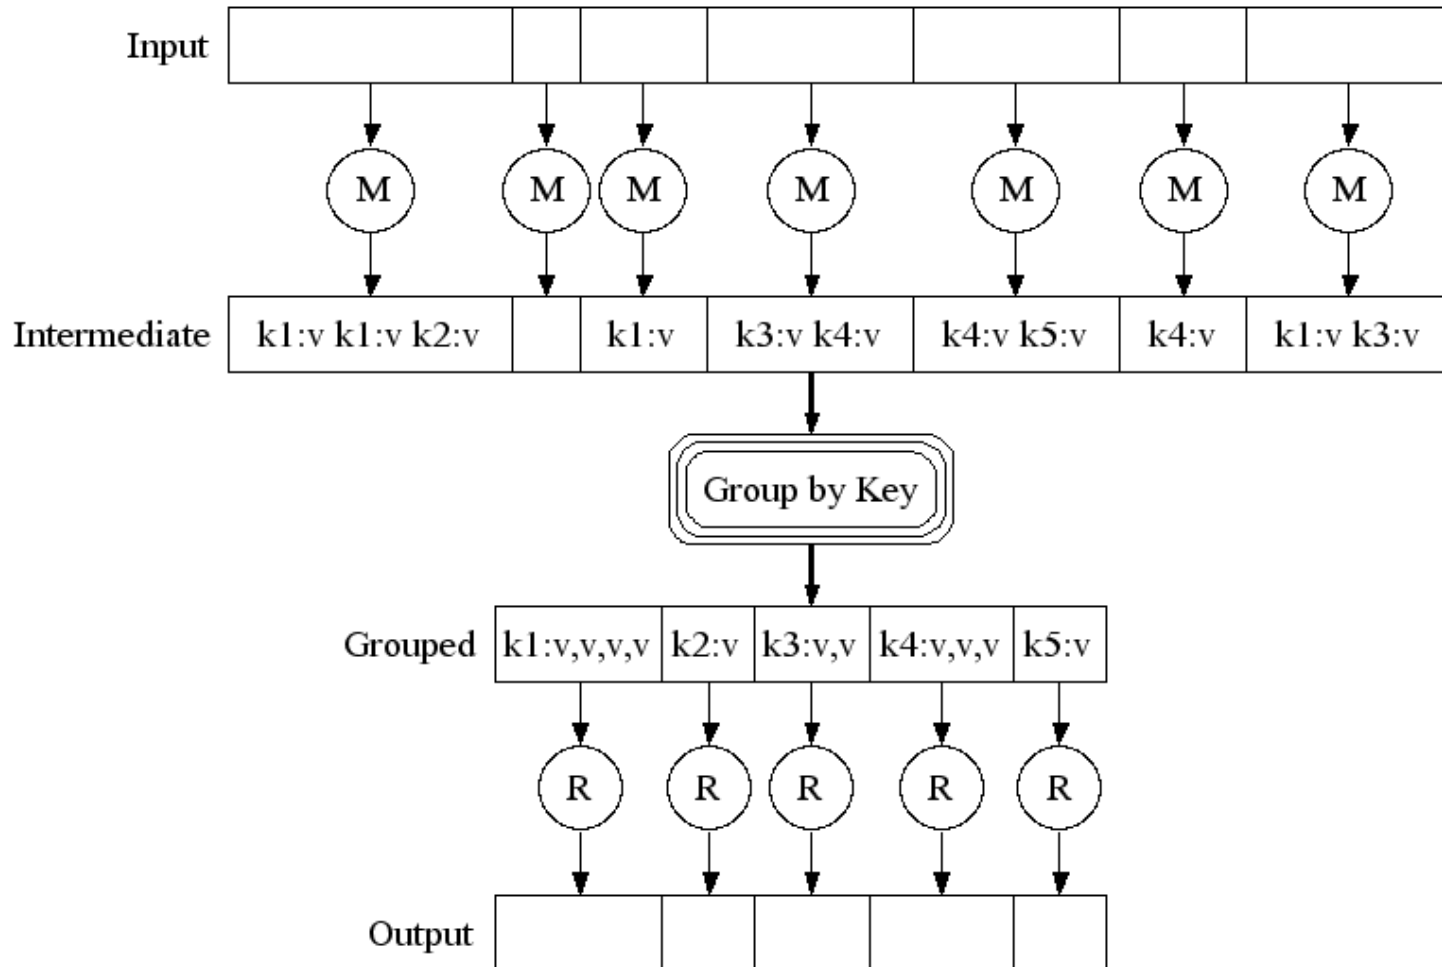 Input
M M M M M M M
Intermediate k1:v k1:v k2:v k1:v k3:v k4:v k4:v k5:v k4:v k1:v k3:v
Group by Key
Grouped k1:v,v,v,v k2:v k3:v,v k4:v,v,v k5:v
R R R R R
Output